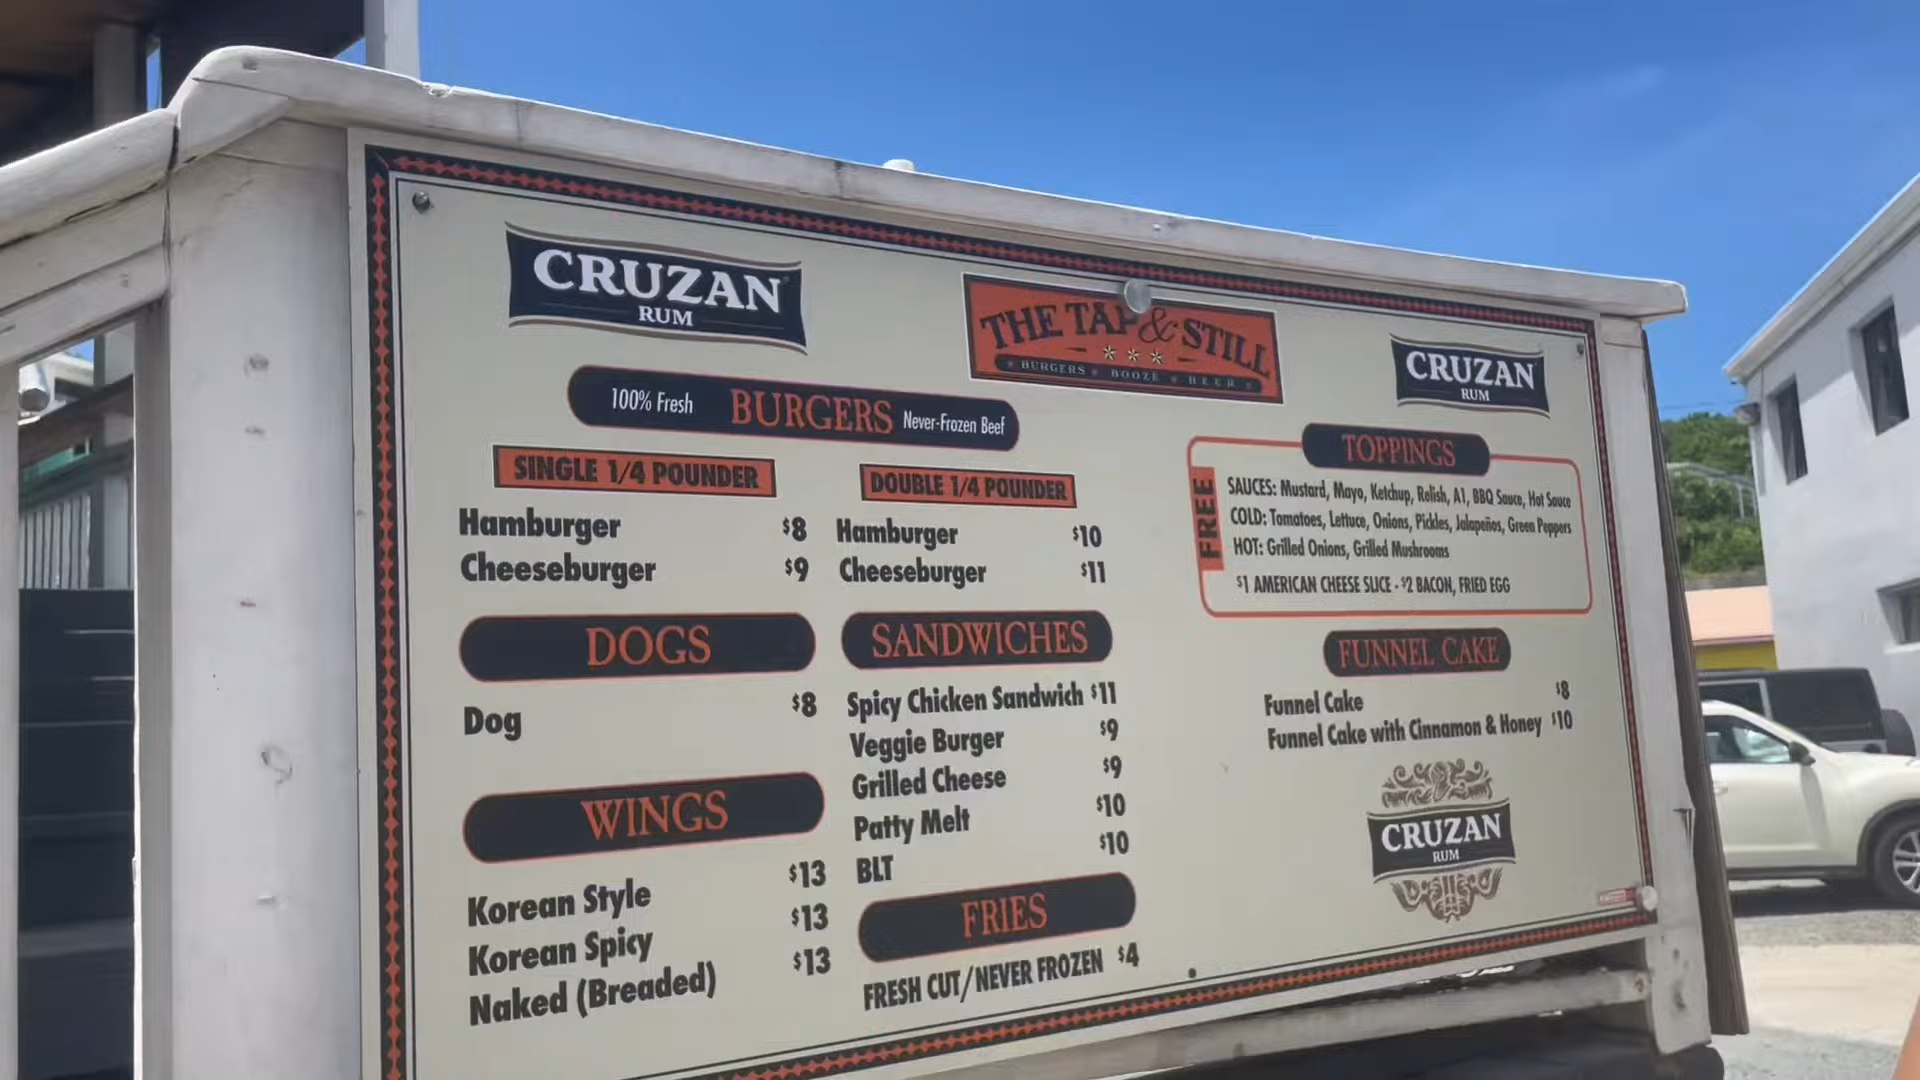 CRUZAN
RUM
THE TAP & STILL
BURGERS BOOZE BEER
CRUZAN
RUM
100% Fresh BURGERS Never-Frozen Beef
SINGLE 1/4 POUNDER
Hamburger $8
Cheeseburger $9
DOUBLE 1/4 POUNDER
Hamburger $10
Cheeseburger $11
DOGS
Dog $8
WINGS
Korean Style $13
Korean Spicy $13
Naked (Breaded) $13
SANDWICHES
Spicy Chicken Sandwich $11
Veggie Burger $9
Grilled Cheese $9
Patty Melt $10
BLT $10
FRIES
FRESH CUT/NEVER FROZEN $4
TOPPINGS
FREE
SAUCES: Mustard, Mayo, Ketchup, Relish, A1, BBQ Sauce, Hot Sauce
COLD: Tomatoes, Lettuce, Onions, Pickles, Jalapeños, Green Peppers
HOT: Grilled Onions, Grilled Mushrooms
$1 AMERICAN CHEESE SLICE - $2 BACON, FRIED EGG
FUNNEL CAKE
Funnel Cake $8
Funnel Cake with Cinnamon & Honey $10
CRUZAN
RUM